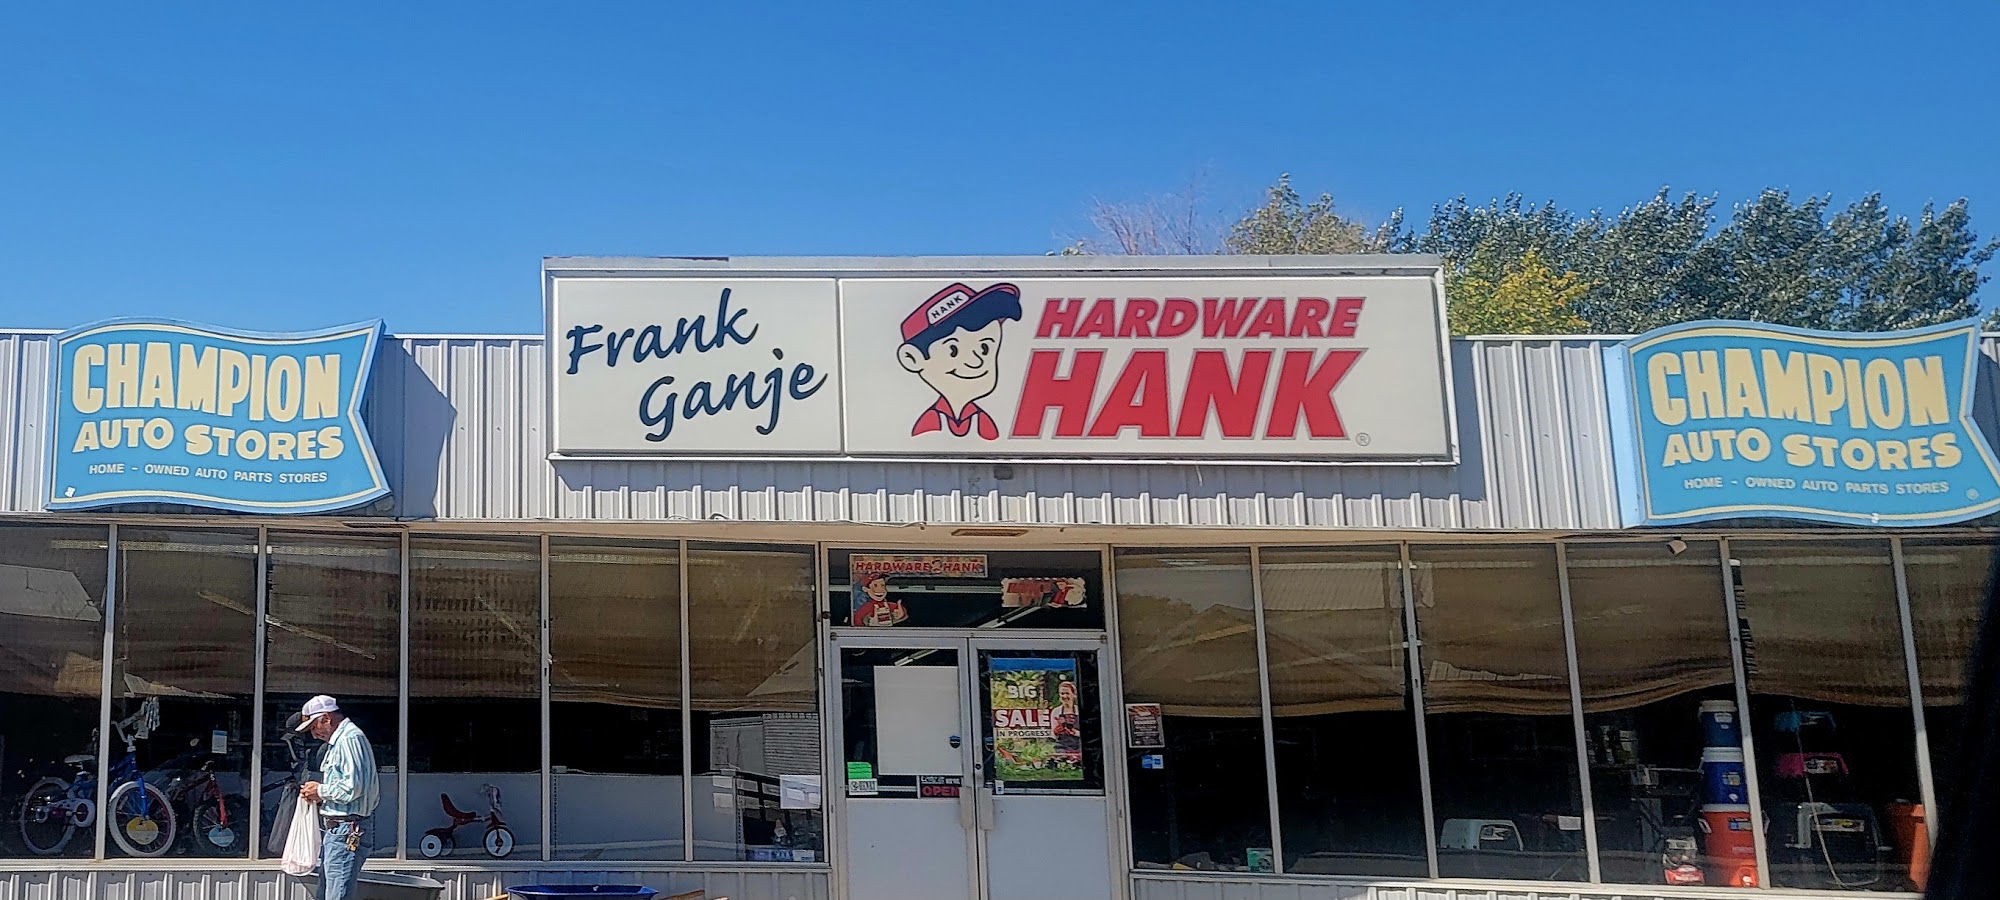 CHAMPION
AUTO STORES
HOME - OWNED AUTO PARTS STORES
Frank
Ganje
HANK
HARDWARE
HANK
®
CHAMPION
AUTO STORES
HOME - OWNED AUTO PARTS STORES
®
HARDWARE HANK
BIG
SALE
IN PROGRESS
OPEN